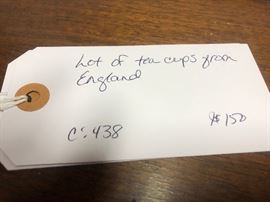 Lot of tea cups from
England
C: 438
$150